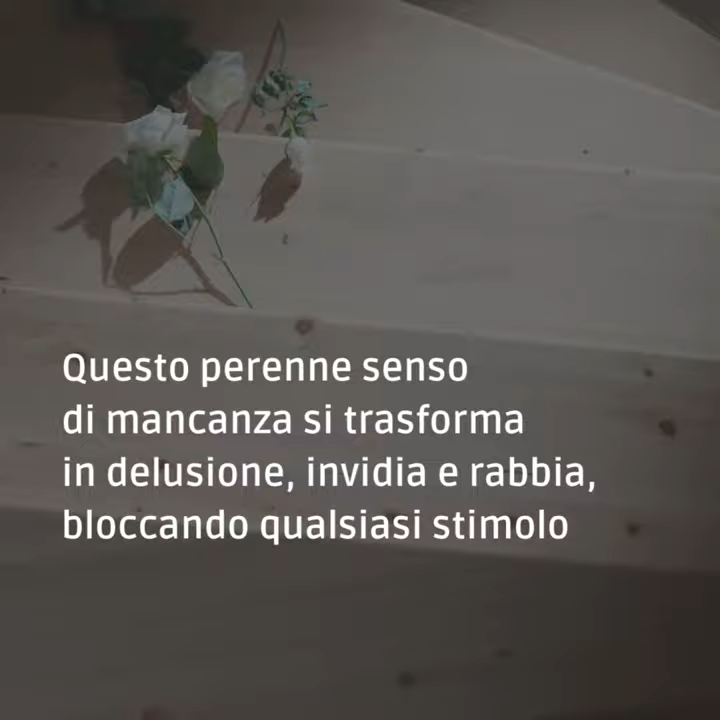 Questo perenne senso
di mancanza si trasforma
in delusione, invidia e rabbia,
bloccando qualsiasi stimolo